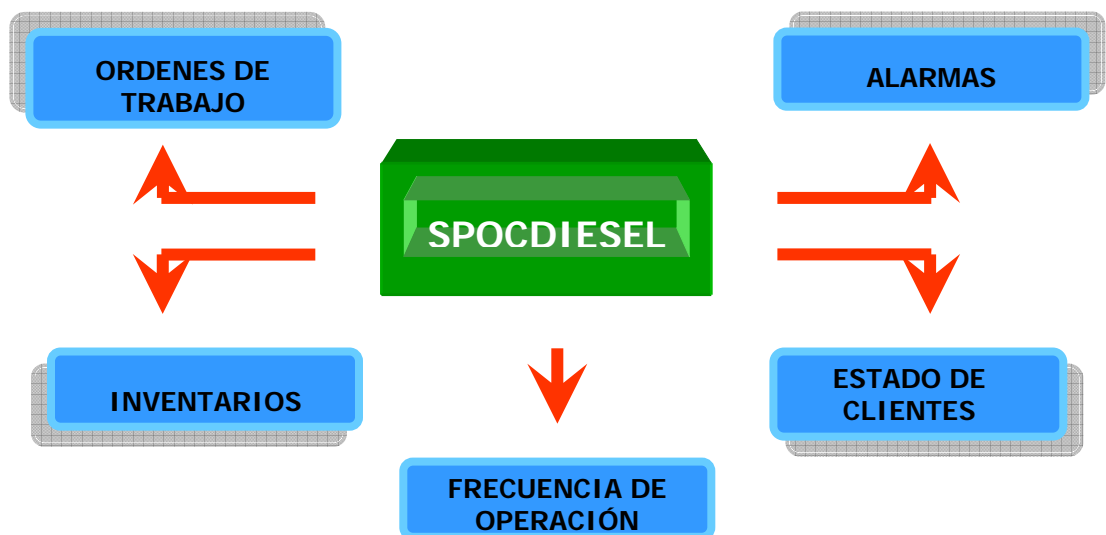 ORDENES DE
TRABAJO
ALARMAS
SPOCDIESEL
INVENTARIOS
ESTADO DE
CLIENTES
FRECUENCIA DE
OPERACIÓN